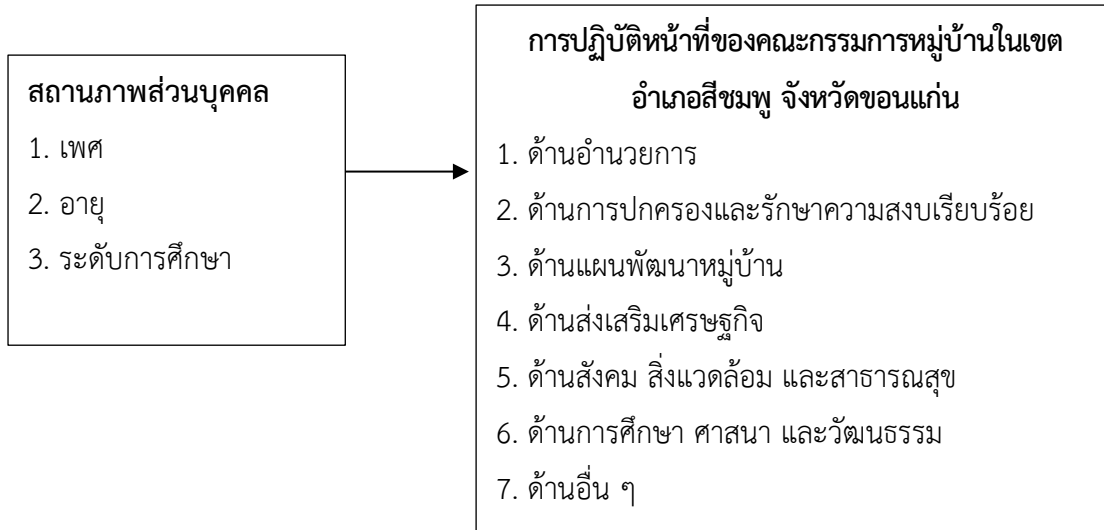 สถานภาพส่วนบุคคล
1. เพศ
2. อายุ
3. ระดับการศึกษา
การปฏิบัติหน้าที่ของคณะกรรมการหมู่บ้านในเขต
อำเภอสีชมพู จังหวัดขอนแก่น
1. ด้านอำนวยการ
2. ด้านการปกครองและรักษาความสงบเรียบร้อย
3. ด้านแผนพัฒนาหมู่บ้าน
4. ด้านส่งเสริมเศรษฐกิจ
5. ด้านสังคม สิ่งแวดล้อม และสาธารณสุข
6. ด้านการศึกษา ศาสนา และวัฒนธรรม
7. ด้านอื่น ๆ